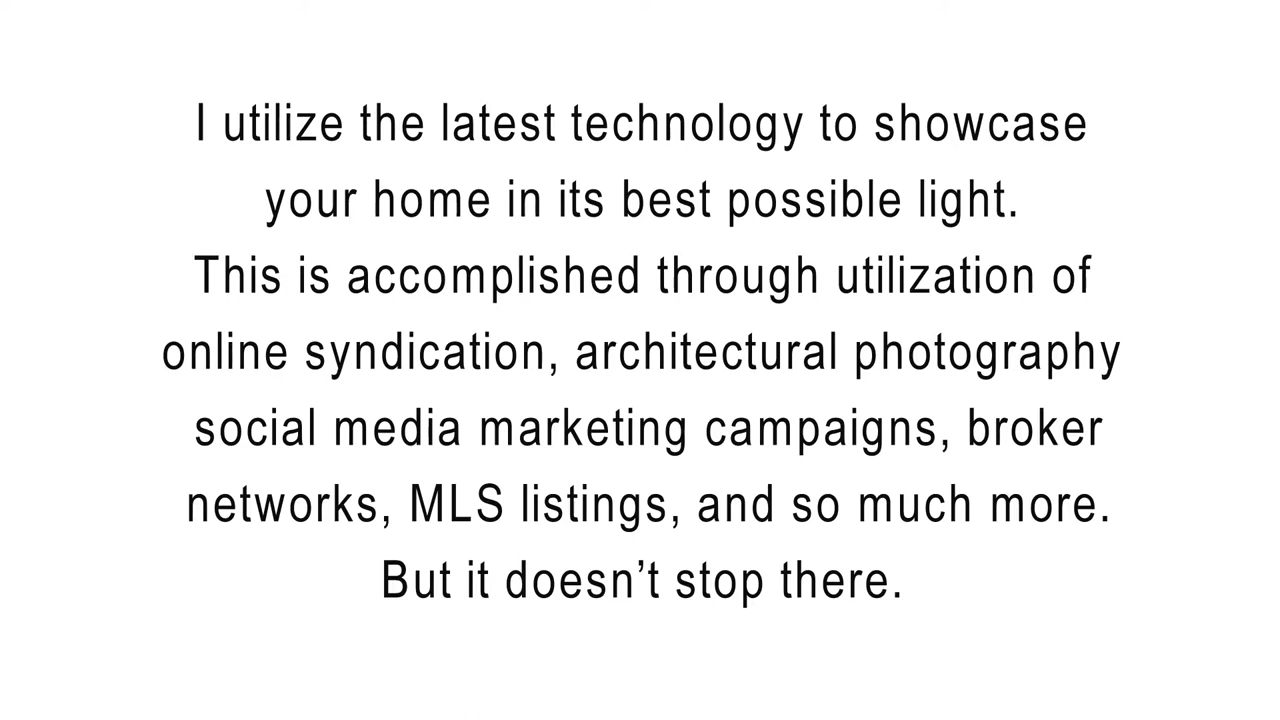 I utilize the latest technology to showcase
your home in its best possible light.
This is accomplished through utilization of
online syndication, architectural photography
social media marketing campaigns, broker
networks, MLS listings, and so much more.
But it doesn’t stop there.